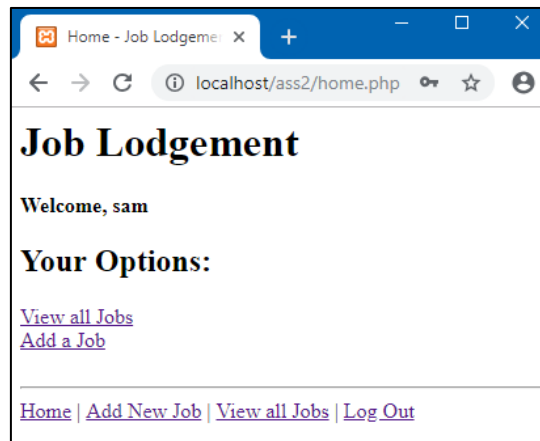 Home - Job Lodgeme
localhost/ass2/home.php
Job Lodgement
Welcome, sam
Your Options:
View all Jobs
Add a Job
Home | Add New Job | View all Jobs | Log Out